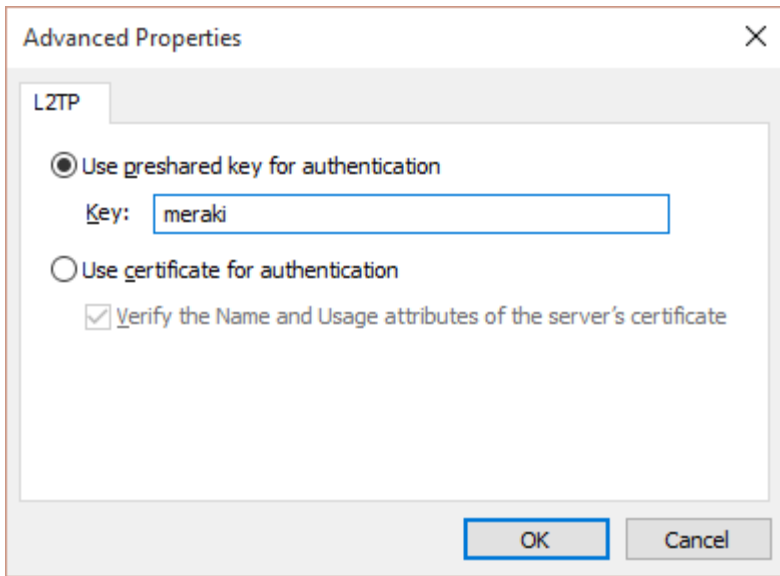 Advanced Properties
L2TP
Use preshared key for authentication
Key: meraki
Use certificate for authentication
Verify the Name and Usage attributes of the server's certificate
OK Cancel